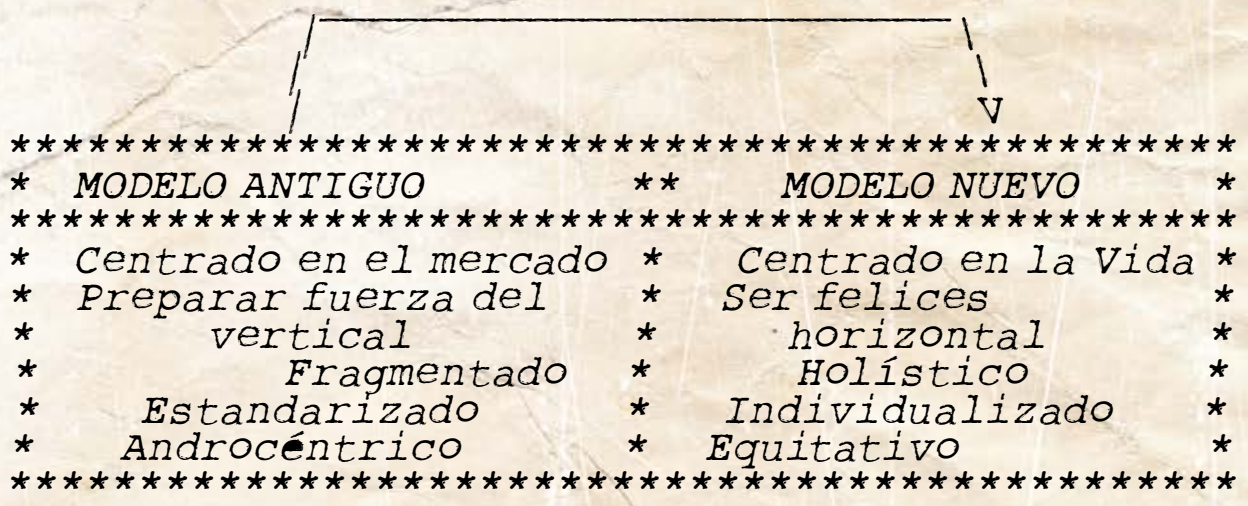 V
*********************************************
* MODELO ANTIGUO ** MODELO NUEVO *
*********************************************
* Centrado en el mercado * Centrado en la Vida *
* Preparar fuerza del * Ser felices *
* vertical * horizontal *
* Fragmentado * Holístico *
* Estandarizado * Individualizado *
* Androcéntrico * Equitativo *
*********************************************